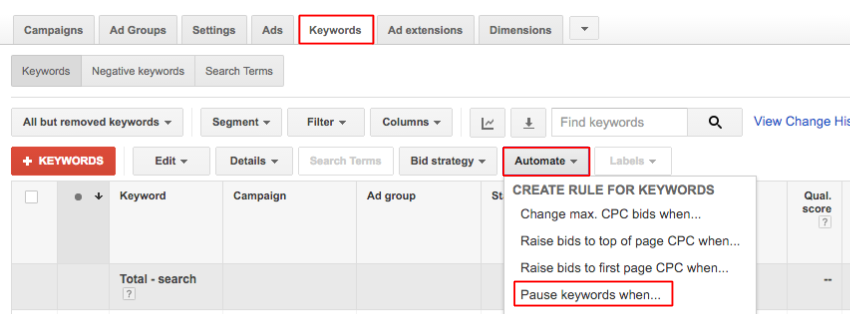 Campaigns Ad Groups Settings Ads Keywords Ad extensions Dimensions
Keywords Negative keywords Search Terms
All but removed keywords Segment Filter Columns Find keywords View Change His
+ KEYWORDS Edit Details Search Terms Bid strategy Automate Labels
Keyword Campaign Ad group St Qual. score ?
CREATE RULE FOR KEYWORDS
Change max. CPC bids when...
Raise bids to top of page CPC when...
Raise bids to first page CPC when...
Total - search ? --
Pause keywords when...